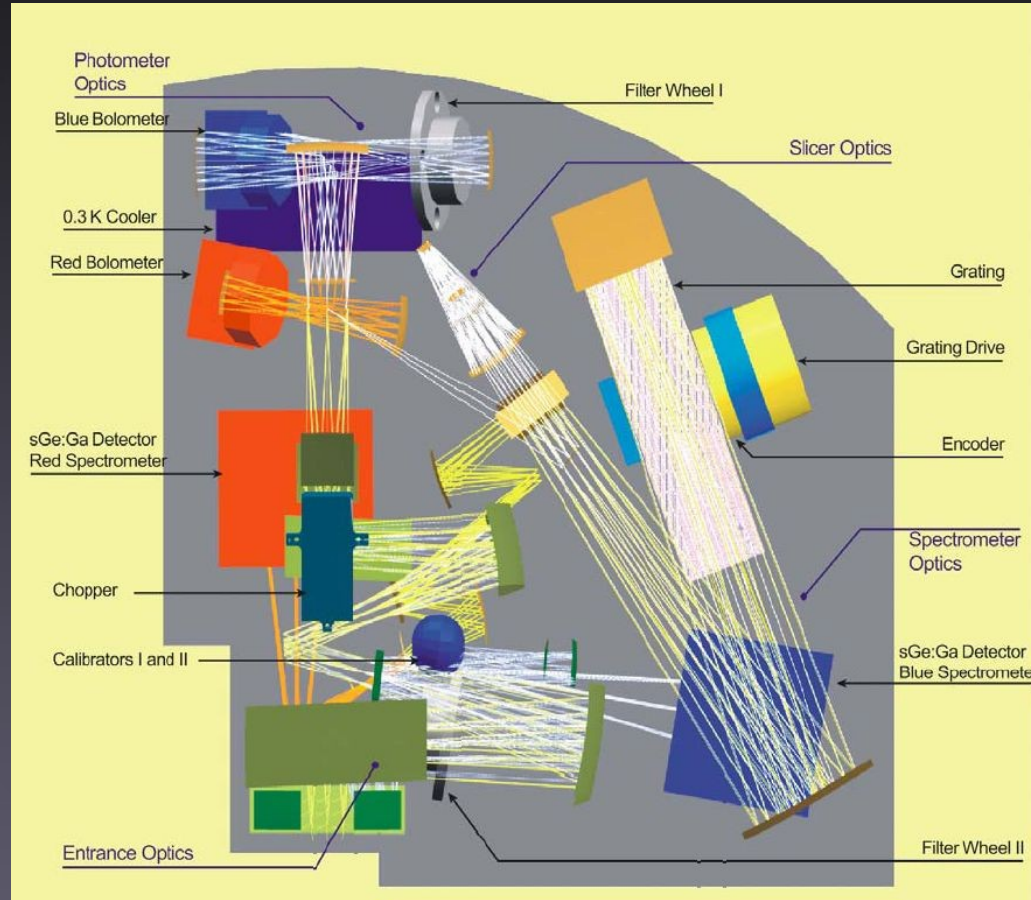 Photometer
Optics
Blue Bolometer
0.3 K Cooler
Red Bolometer
sGe:Ga Detector
Red Spectrometer
Chopper
Calibrators I and II
Entrance Optics
Filter Wheel I
Slicer Optics
Grating
Grating Drive
Encoder
Spectrometer
Optics
sGe:Ga Detector
Blue Spectromete
Filter Wheel II